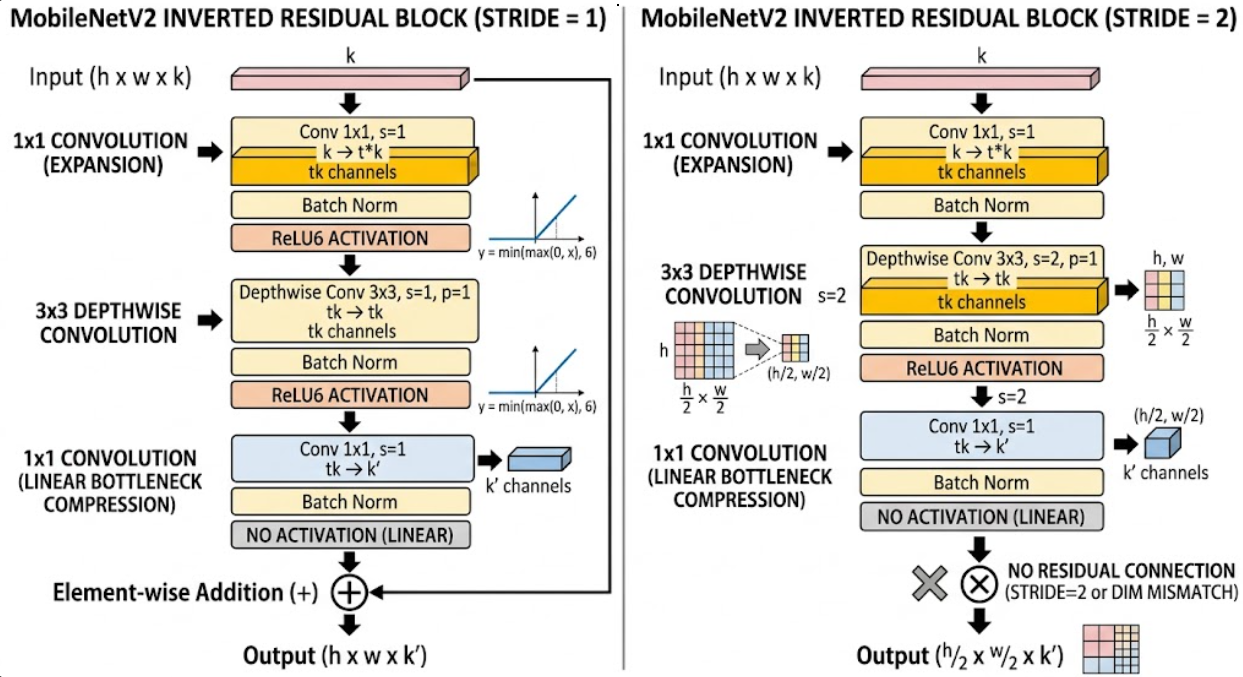 MobileNetV2 INVERTED RESIDUAL BLOCK (STRIDE = 1)
k
Input (h x w x k)
1x1 CONVOLUTION
(EXPANSION)
Conv 1x1, s=1
k → t*k
tk channels
Batch Norm
ReLU6 ACTIVATION
y = min(max(0, x), 6)
3x3 DEPTHWISE
CONVOLUTION
Depthwise Conv 3x3, s=1, p=1
tk → tk
tk channels
Batch Norm
ReLU6 ACTIVATION
y = min(max(0, x), 6)
1x1 CONVOLUTION
(LINEAR BOTTLENECK
COMPRESSION)
Conv 1x1, s=1
tk → k'
k' channels
Batch Norm
NO ACTIVATION (LINEAR)
Element-wise Addition (+)
+
Output (h x w x k')
MobileNetV2 INVERTED RESIDUAL BLOCK (STRIDE = 2)
k
Input (h x w x k)
1x1 CONVOLUTION
(EXPANSION)
Conv 1x1, s=1
k → t*k
tk channels
Batch Norm
3x3 DEPTHWISE
CONVOLUTION
s=2
Depthwise Conv 3x3, s=2, p=1
tk → tk
tk channels
h, w
h/2 × w/2
h
h/2 × w/2
(h/2, w/2)
Batch Norm
ReLU6 ACTIVATION
s=2
1x1 CONVOLUTION
(LINEAR BOTTLENECK
COMPRESSION)
Conv 1x1, s=1
tk → k'
(h/2, w/2)
k' channels
Batch Norm
NO ACTIVATION (LINEAR)
NO RESIDUAL CONNECTION
(STRIDE=2 or DIM MISMATCH)
Output (h/2 x w/2 x k')